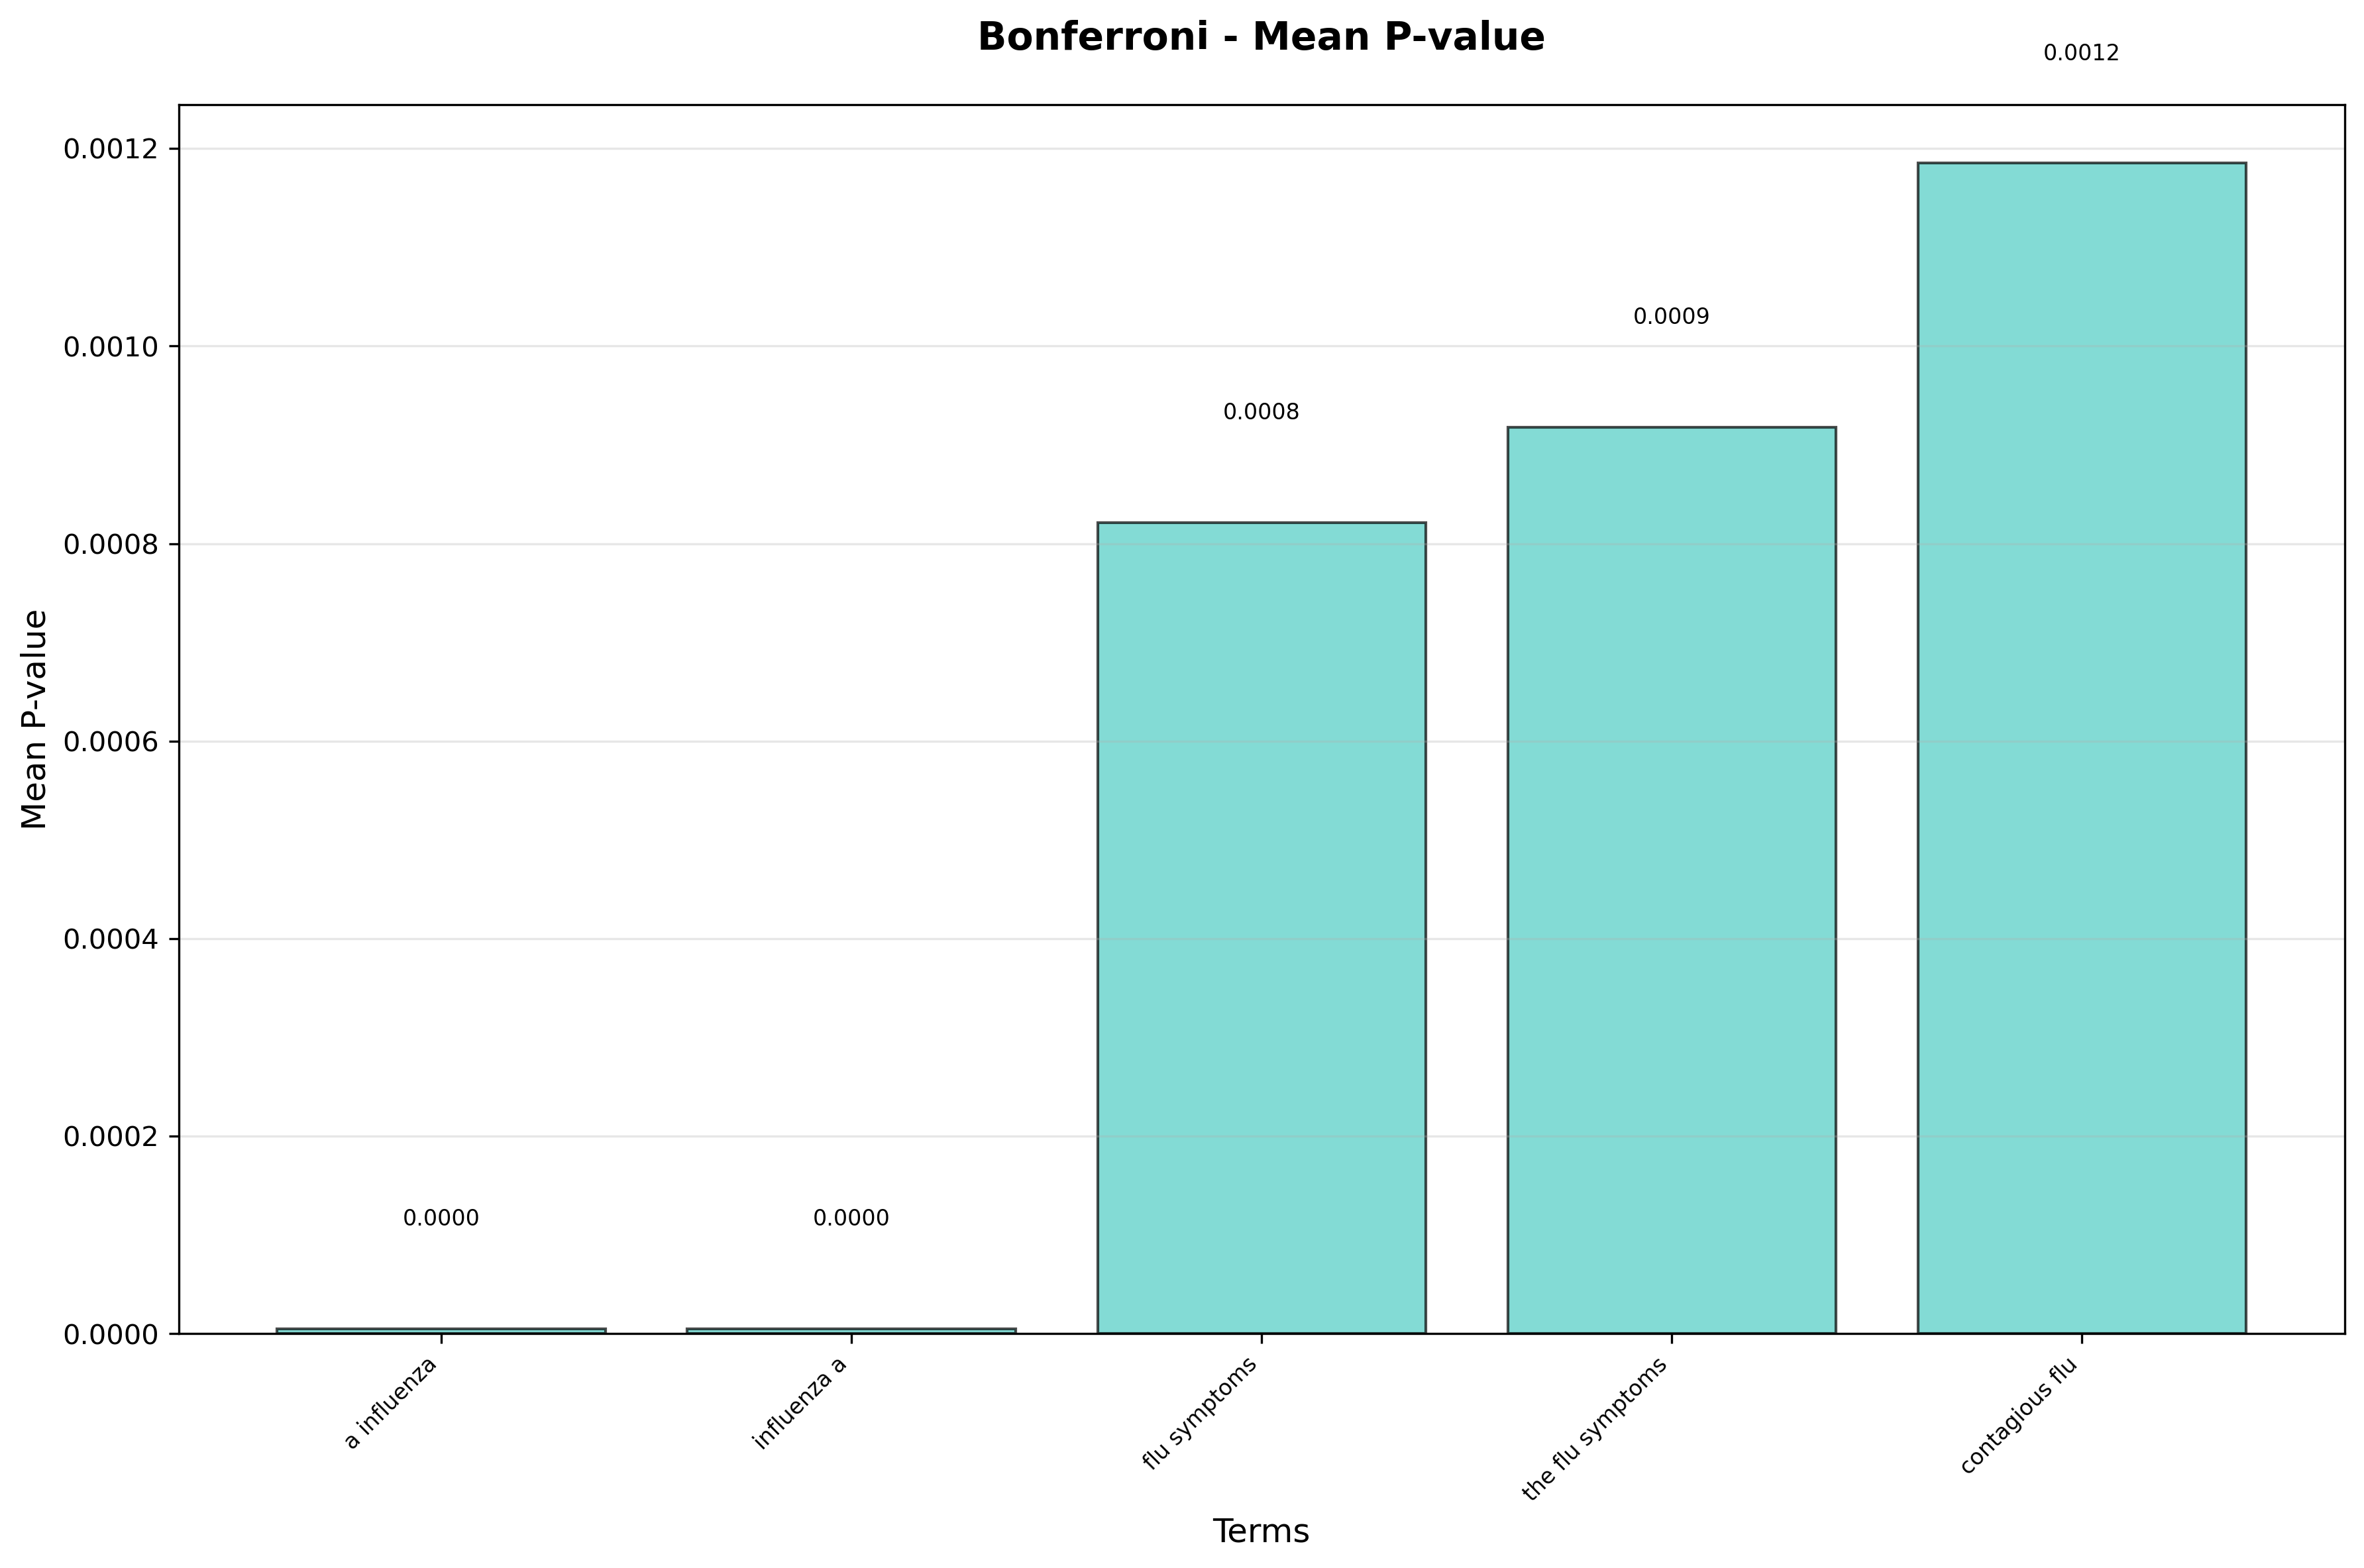 Bonferroni - Mean P-value
0.0012
0.0012
0.0010
0.0009
0.0008
0.0008
0.0006
0.0004
0.0002
0.0000
0.0000
0.0000
Mean P-value
a influenza
influenza a
flu symptoms
the flu symptoms
contagious flu
Terms